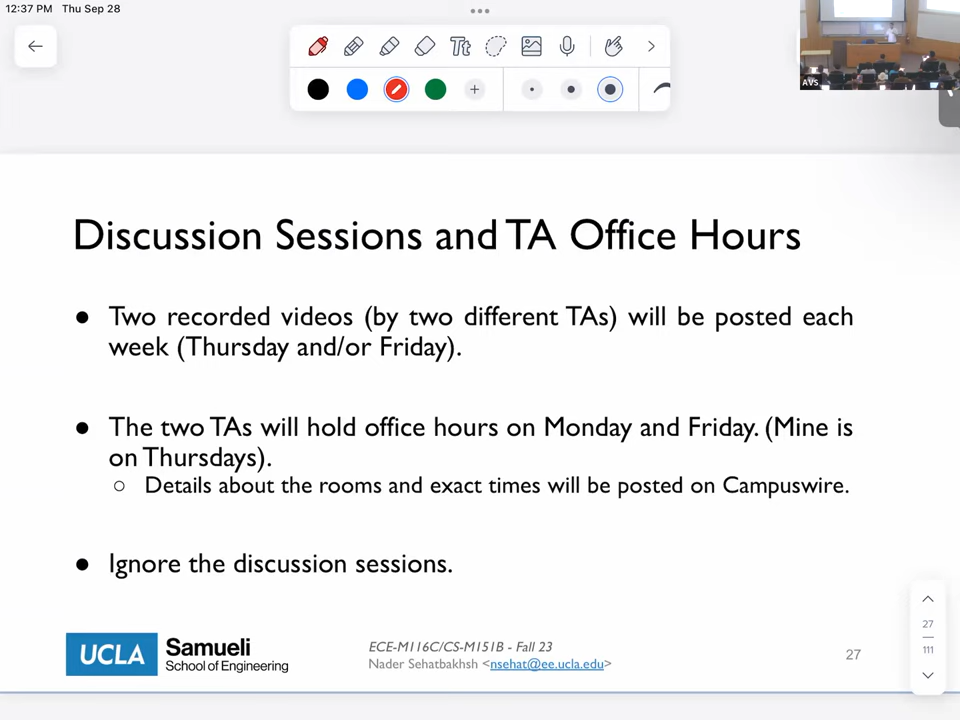 12:37 PM Thu Sep 28
Tt
AVS
Discussion Sessions and TA Office Hours
● Two recorded videos (by two different TAs) will be posted each
week (Thursday and/or Friday).
● The two TAs will hold office hours on Monday and Friday. (Mine is
on Thursdays).
○ Details about the rooms and exact times will be posted on Campuswire.
● Ignore the discussion sessions.
UCLA Samueli
School of Engineering
ECE-M116C/CS-M151B - Fall 23
Nader Sehatbakhsh <nsehat@ee.ucla.edu>
27
27
111